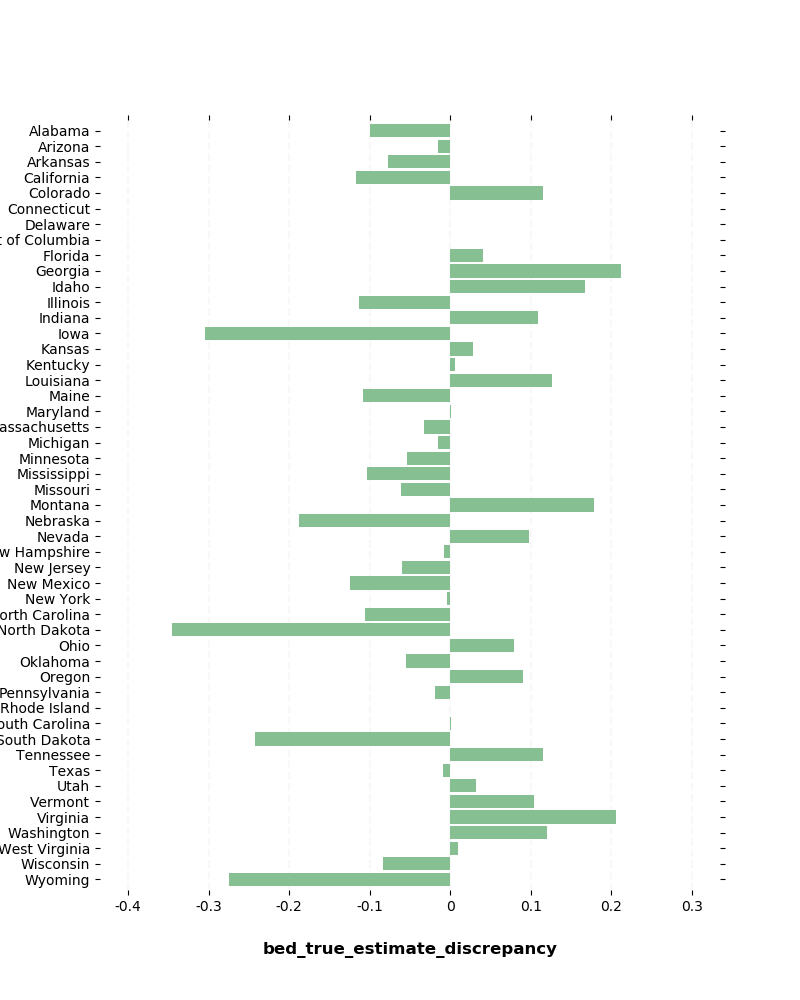 Alabama
Arizona
Arkansas
California
Colorado
Connecticut
Delaware
t of Columbia
Florida
Georgia
Idaho
Illinois
Indiana
Iowa
Kansas
Kentucky
Louisiana
Maine
Maryland
assachusetts
Michigan
Minnesota
Mississippi
Missouri
Montana
Nebraska
Nevada
w Hampshire
New Jersey
New Mexico
New York
orth Carolina
North Dakota
Ohio
Oklahoma
Oregon
Pennsylvania
Rhode Island
outh Carolina
South Dakota
Tennessee
Texas
Utah
Vermont
Virginia
Washington
West Virginia
Wisconsin
Wyoming
-0.4 -0.3 -0.2 -0.1 0 0.1 0.2 0.3
bed_true_estimate_discrepancy